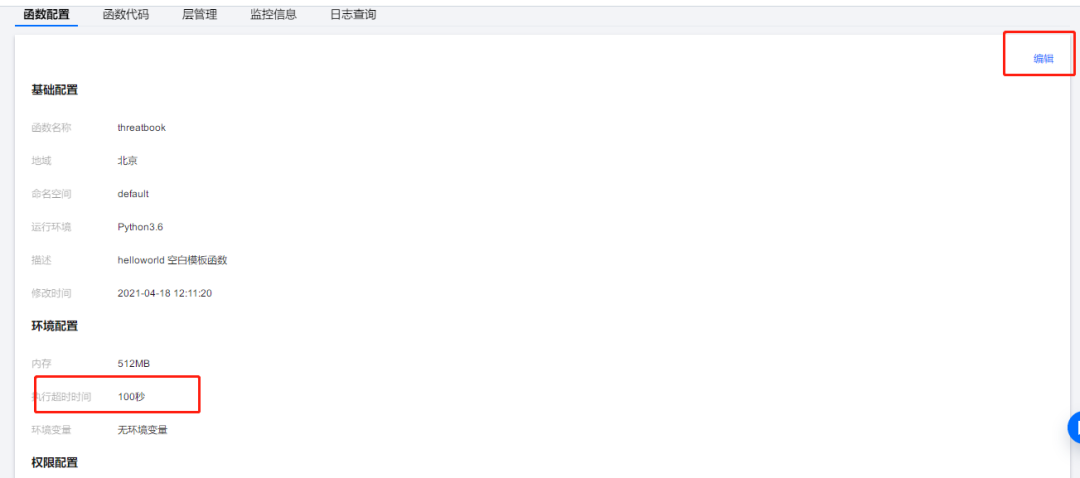 函数配置 函数代码 层管理 监控信息 日志查询
编辑
基础配置
函数名称 threatbook
地域 北京
命名空间 default
运行环境 Python3.6
描述 helloworld 空白模板函数
修改时间 2021-04-18 12:11:20
环境配置
内存 512MB
执行超时时间 100秒
环境变量 无环境变量
权限配置